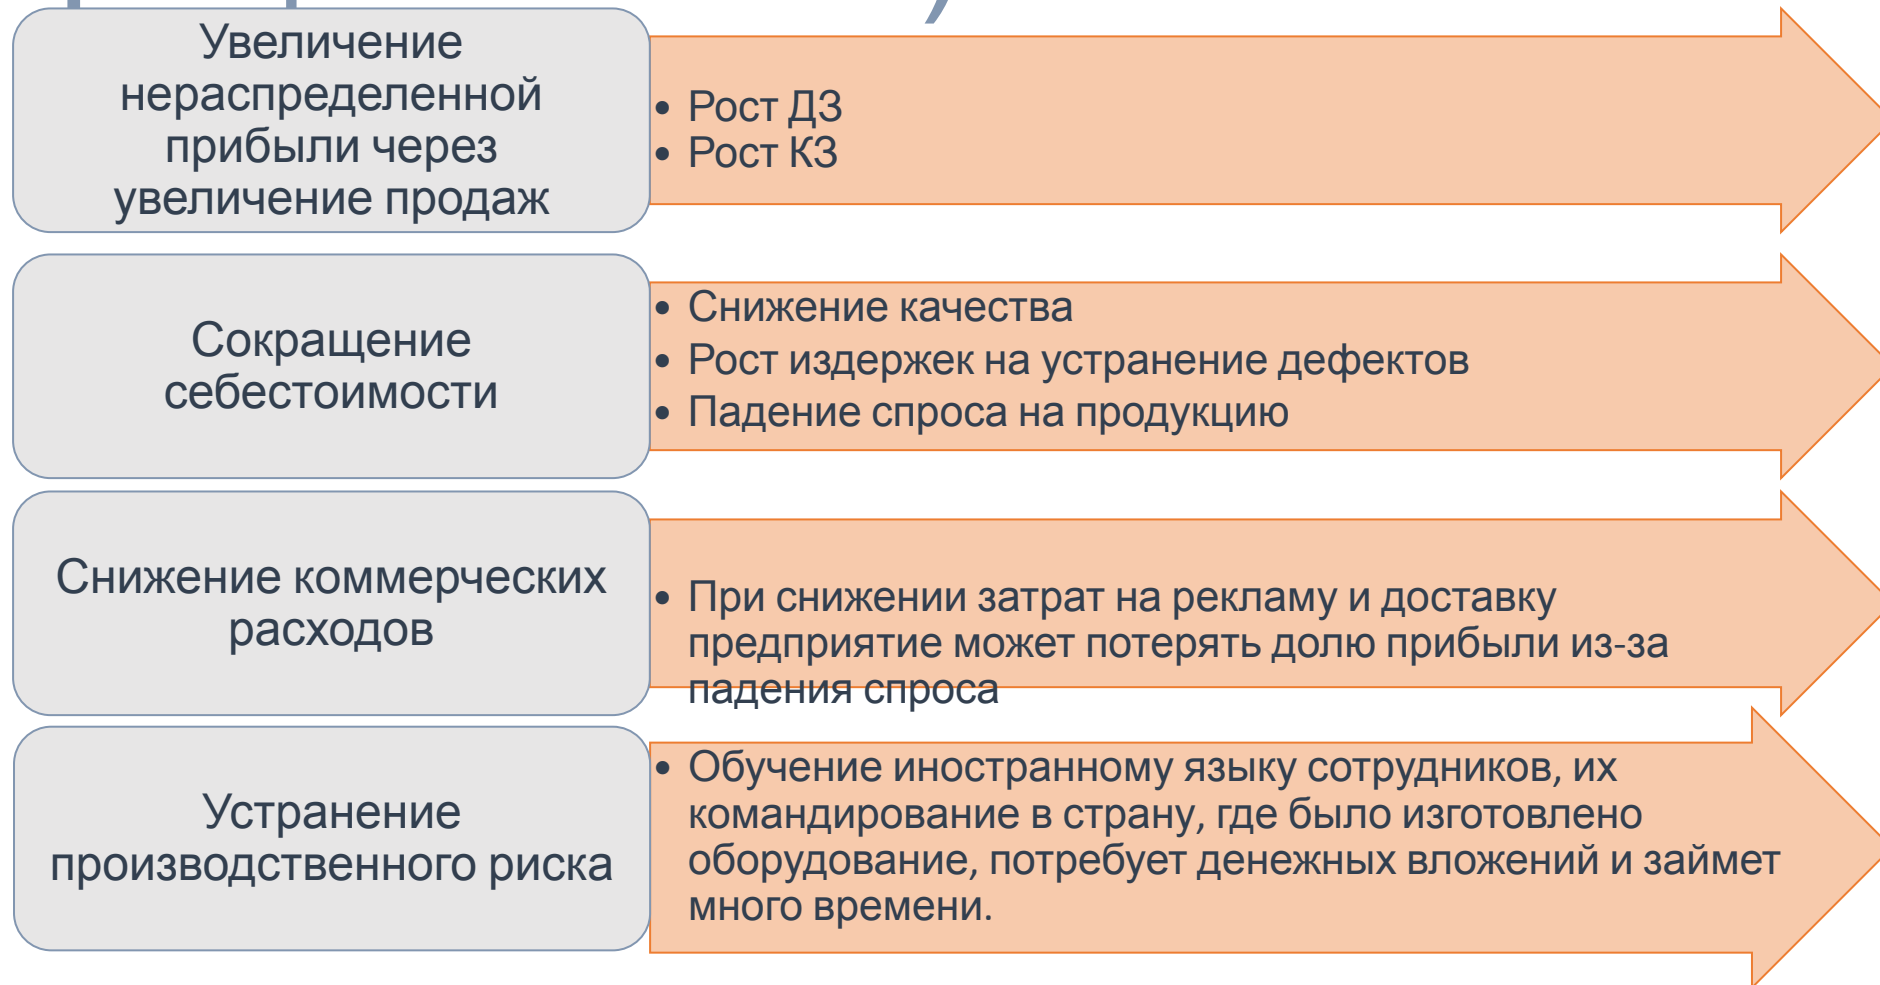 Увеличение
нераспределенной
прибыли через
увеличение продаж
• Рост ДЗ
• Рост КЗ
Сокращение
себестоимости
• Снижение качества
• Рост издержек на устранение дефектов
• Падение спроса на продукцию
Снижение коммерческих
расходов
• При снижении затрат на рекламу и доставку
предприятие может потерять долю прибыли из-за
падения спроса
Устранение
производственного риска
• Обучение иностранному языку сотрудников, их
командирование в страну, где было изготовлено
оборудование, потребует денежных вложений и займет
много времени.